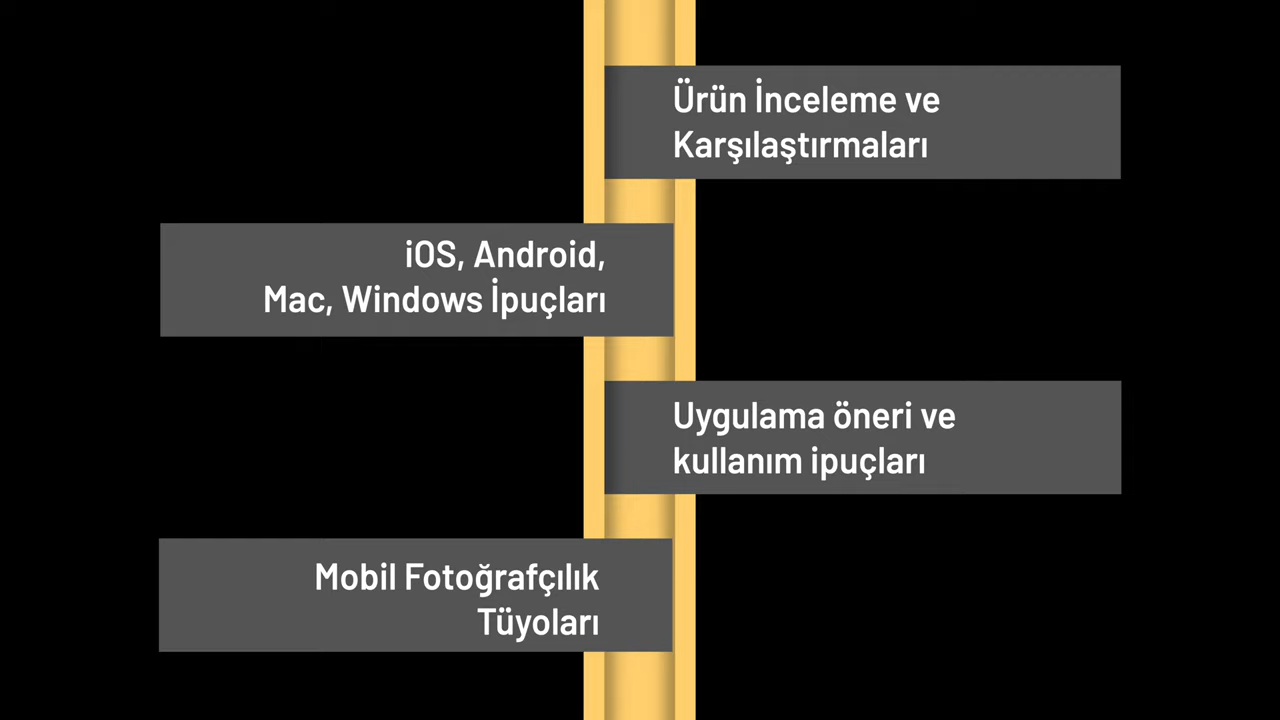 Ürün İnceleme ve
Karşılaştırmaları
iOS, Android,
Mac, Windows İpuçları
Uygulama öneri ve
kullanım ipuçları
Mobil Fotoğrafçılık
Tüyoları